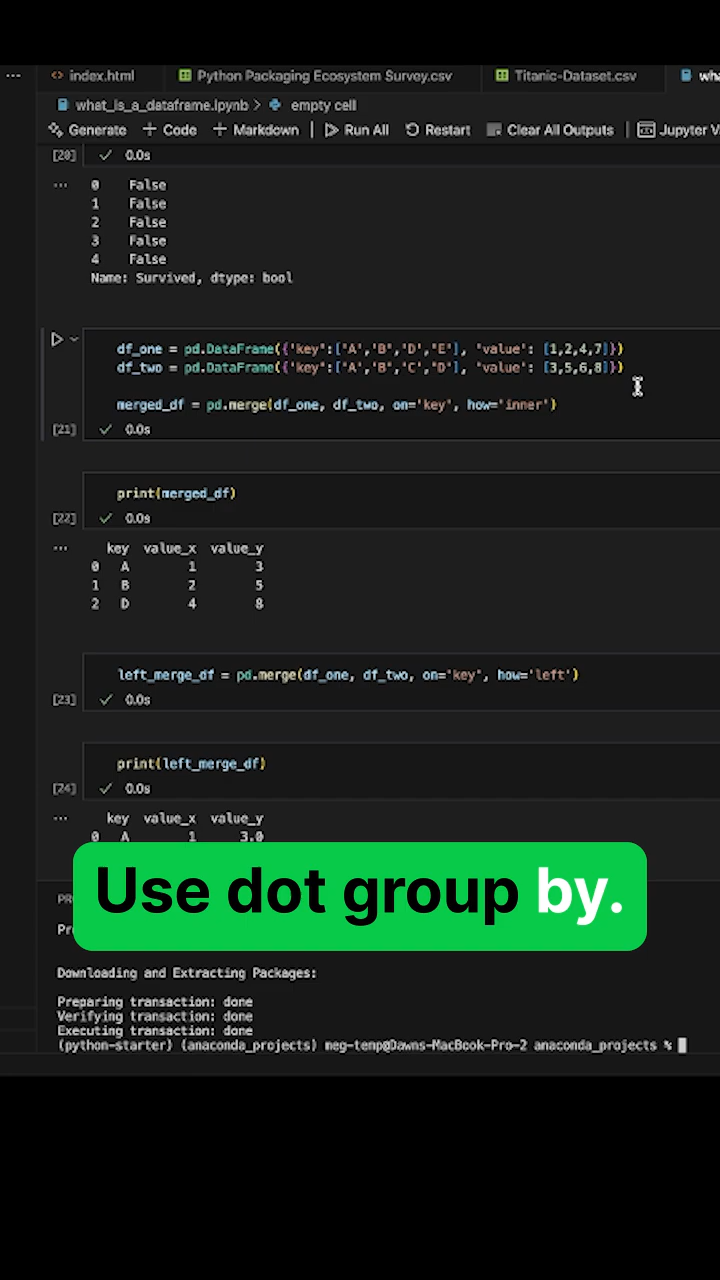 index.html
Python Packaging Ecosystem Survey.csv
Titanic-Dataset.csv
what_is_a_dataframe.ipynb > empty cell
Generate + Code + Markdown Run All Restart Clear All Outputs Jupyter
[20] 0.0s
0 False
1 False
2 False
3 False
4 False
Name: Survived, dtype: bool
df_one = pd.DataFrame({'key':["A",'B','D',"E"], "value': [1,2,4,7]})
df_two = pd.DataFrame({'key':["A",'B',"C",'D'], "value': [3,5,6,8]})
merged_df = pd.merge(df_one, df_two, on='key', how='inner')
[21] 0.0s
print(merged_df)
[22] 0.0s
key value_x value_y
0 A 1 3
1 B 2 5
2 D 4 8
left_merge_df = pd.merge(df_one, df_two, on='key', how='left')
[23] 0.0s
print(left_merge_df)
[24] 0.0s
key value_x value_y
0 A 1 3.0
Use dot group by.
Downloading and Extracting Packages:
Preparing transaction: done
Verifying transaction: done
Executing transaction: done
(python-starter) (anaconda_projects) meg-temp@Dawns-MacBook-Pro-2 anaconda_projects %